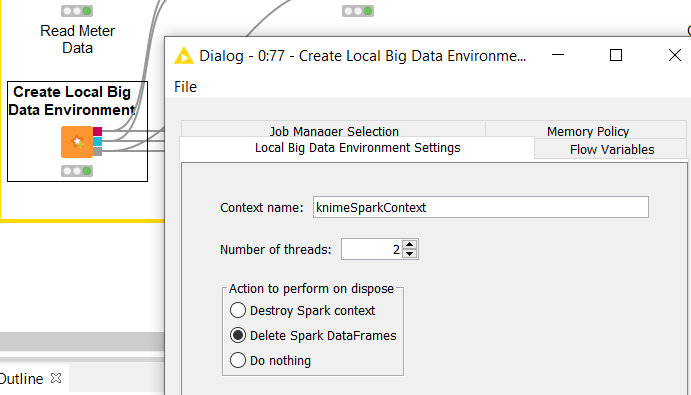 Read Meter
Data
Create Local Big
Data Environment
Dialog - 0:77 - Create Local Big Data Environme...
File
Job Manager Selection
Memory Policy
Local Big Data Environment Settings
Flow Variables
Context name:
knimeSparkContext
Number of threads:
2
Action to perform on dispose
Destroy Spark context
Delete Spark DataFrames
Do nothing
Outline